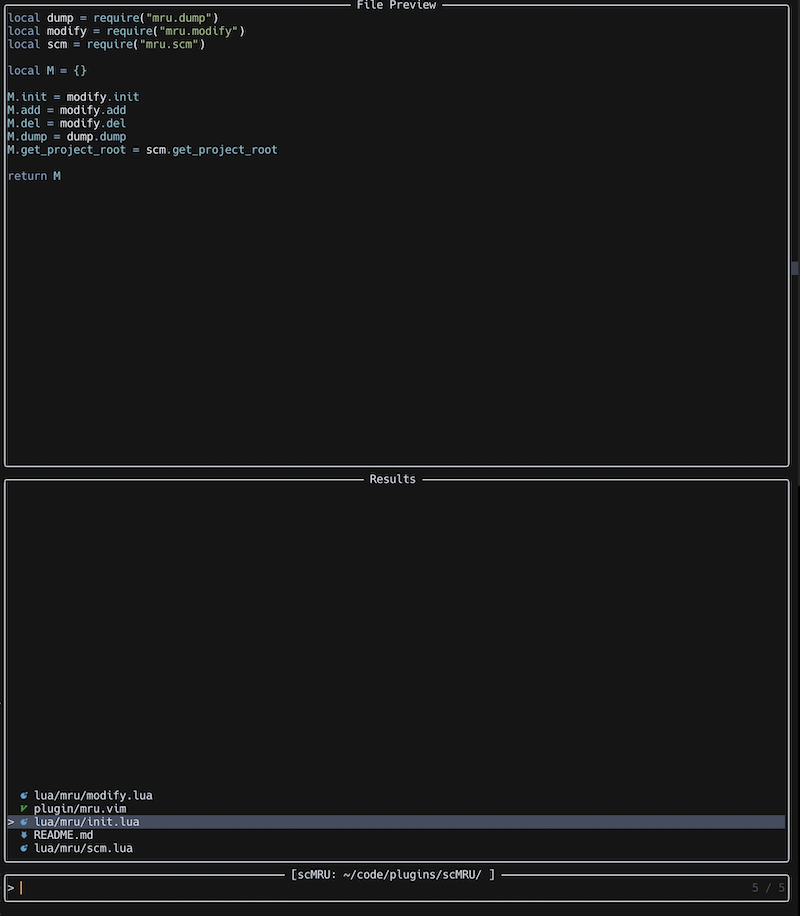 File Preview
local dump = require("mru.dump")
local modify = require("mru.modify")
local scm = require("mru.scm")
local M = {}
M.init = modify.init
M.add = modify.add
M.del = modify.del
M.dump = dump.dump
M.get_project_root = scm.get_project_root
return M
Results
lua/mru/modify.lua
plugin/mru.vim
> lua/mru/init.lua
README.md
lua/mru/scm.lua
[scMRU: ~/code/plugins/scMRU/ ]
> 5 / 5